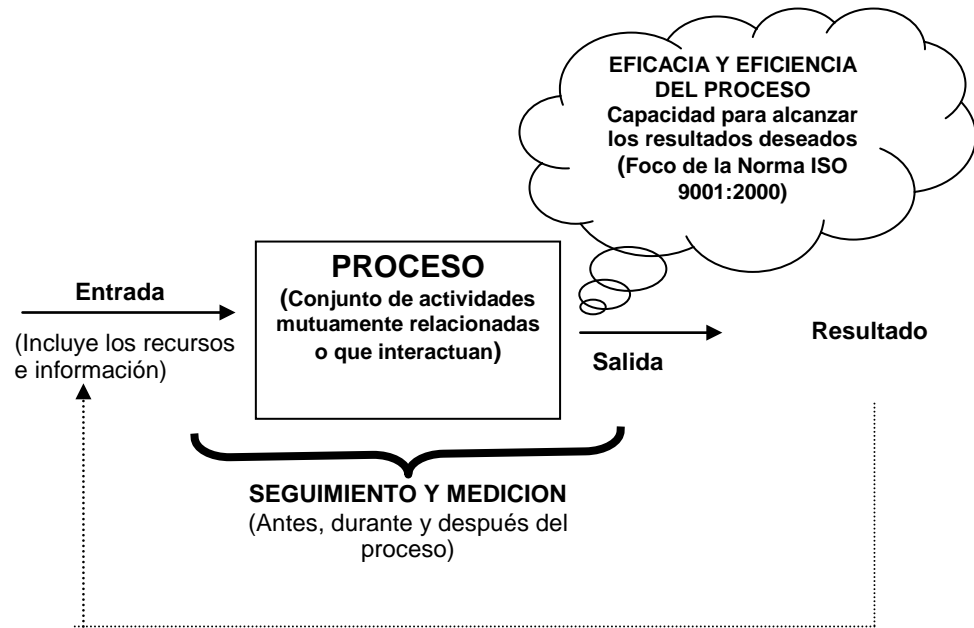 EFICACIA Y EFICIENCIA
DEL PROCESO
Capacidad para alcanzar
los resultados deseados
(Foco de la Norma ISO
9001:2000)
PROCESO
(Conjunto de actividades
mutuamente relacionadas
o que interactuan)
Entrada
(Incluye los recursos
e información)
Salida
Resultado
SEGUIMIENTO Y MEDICION
(Antes, durante y después del
proceso)